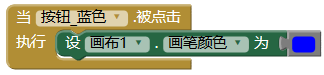 当 按钮_蓝色 .被点击
执行 设 画布1 . 画笔颜色 为